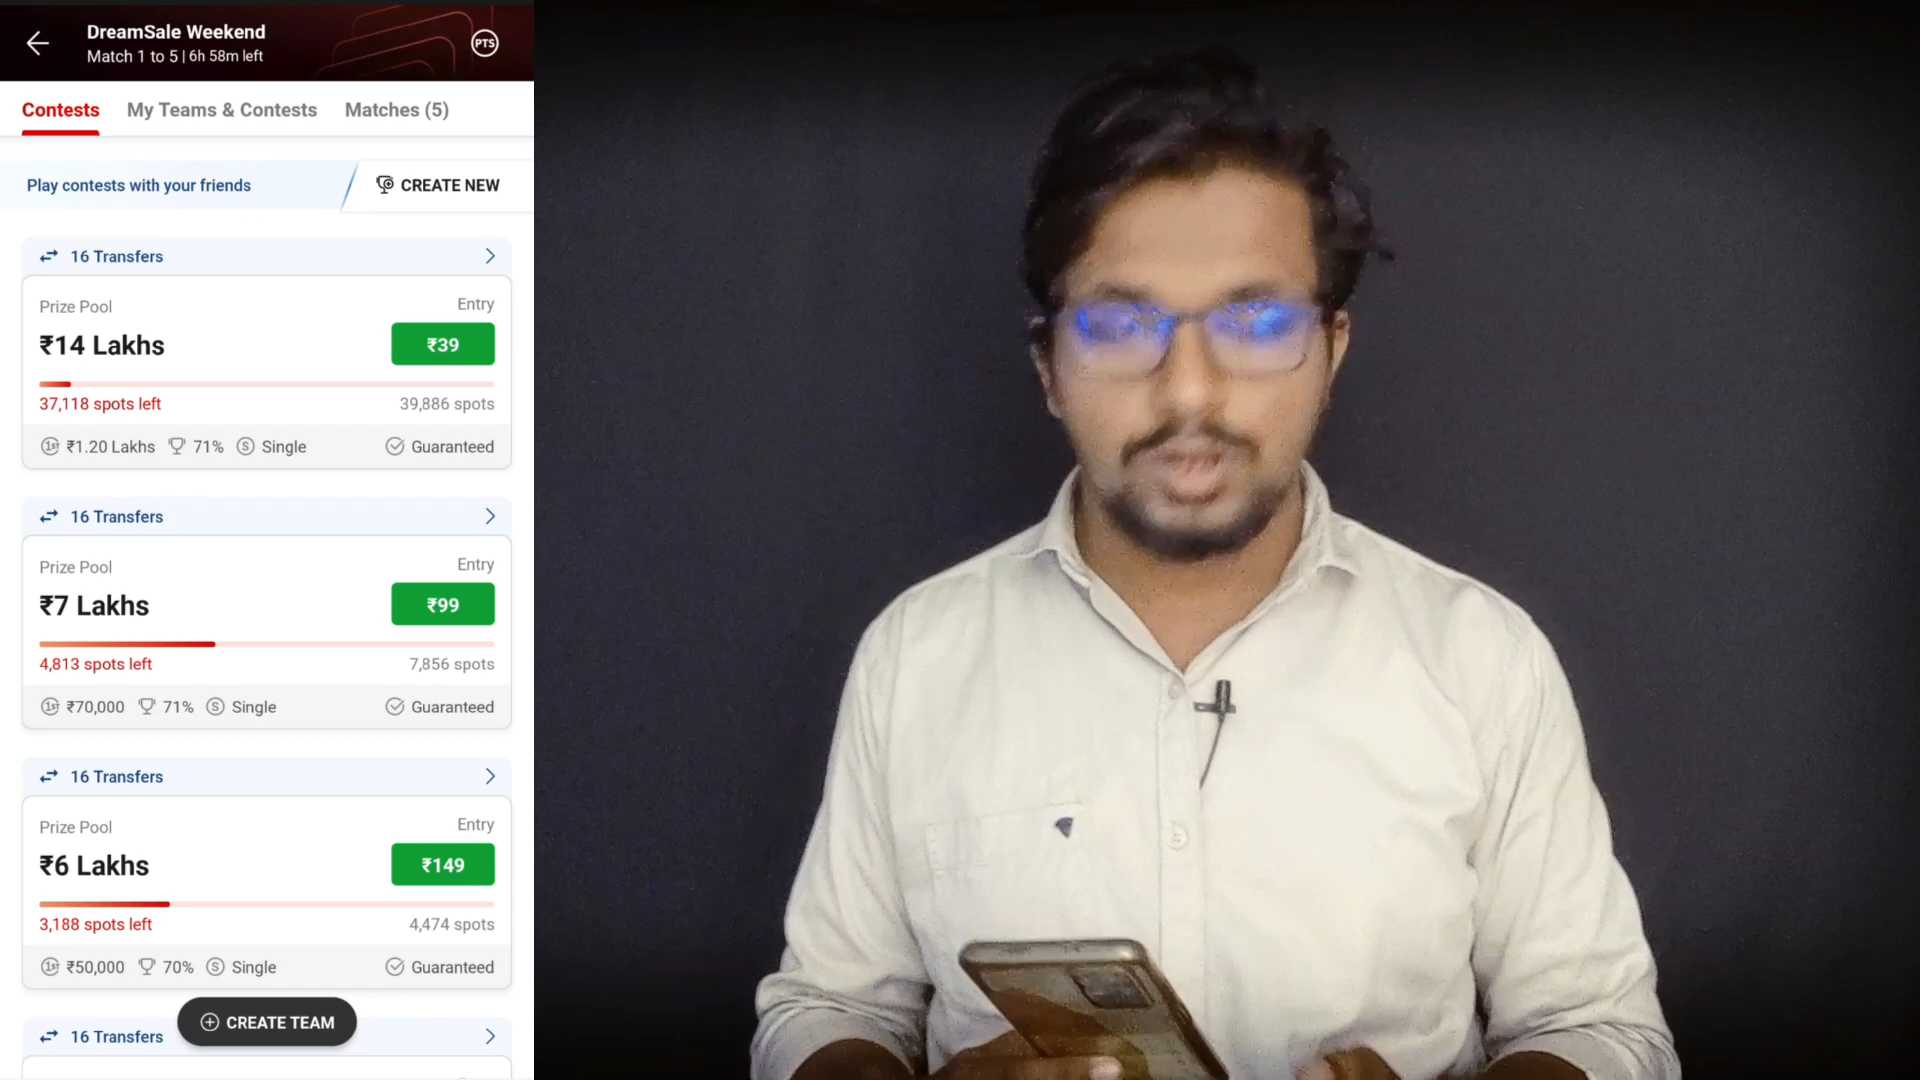 DreamSale Weekend
Match 1 to 5 | 6h 58m left
PTS
Contests
My Teams & Contests
Matches (5)
Play contests with your friends
CREATE NEW
16 Transfers
Prize Pool
Entry
₹14 Lakhs
₹39
37,118 spots left
39,886 spots
1st ₹1.20 Lakhs
71%
S Single
Guaranteed
16 Transfers
Prize Pool
Entry
₹7 Lakhs
₹99
4,813 spots left
7,856 spots
1st ₹70,000
71%
S Single
Guaranteed
16 Transfers
Prize Pool
Entry
₹6 Lakhs
₹149
3,188 spots left
4,474 spots
1st ₹50,000
70%
S Single
Guaranteed
16 Transfers
CREATE TEAM